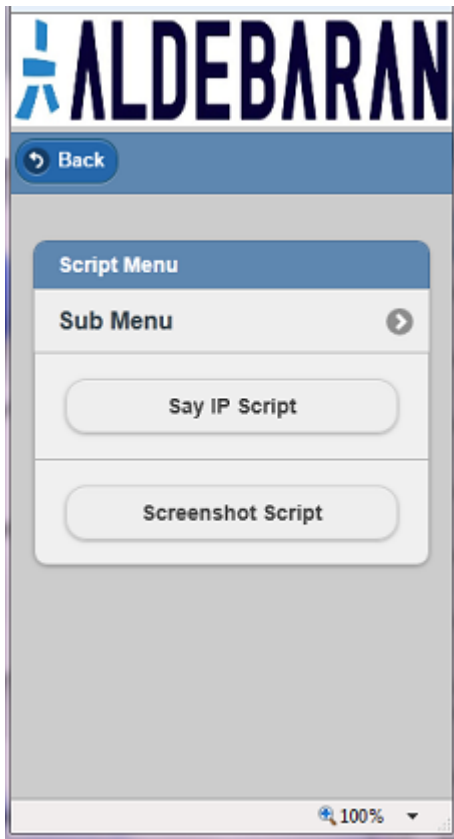 ALDEBARAN
Back
Script Menu
Sub Menu
Say IP Script
Screenshot Script
100%